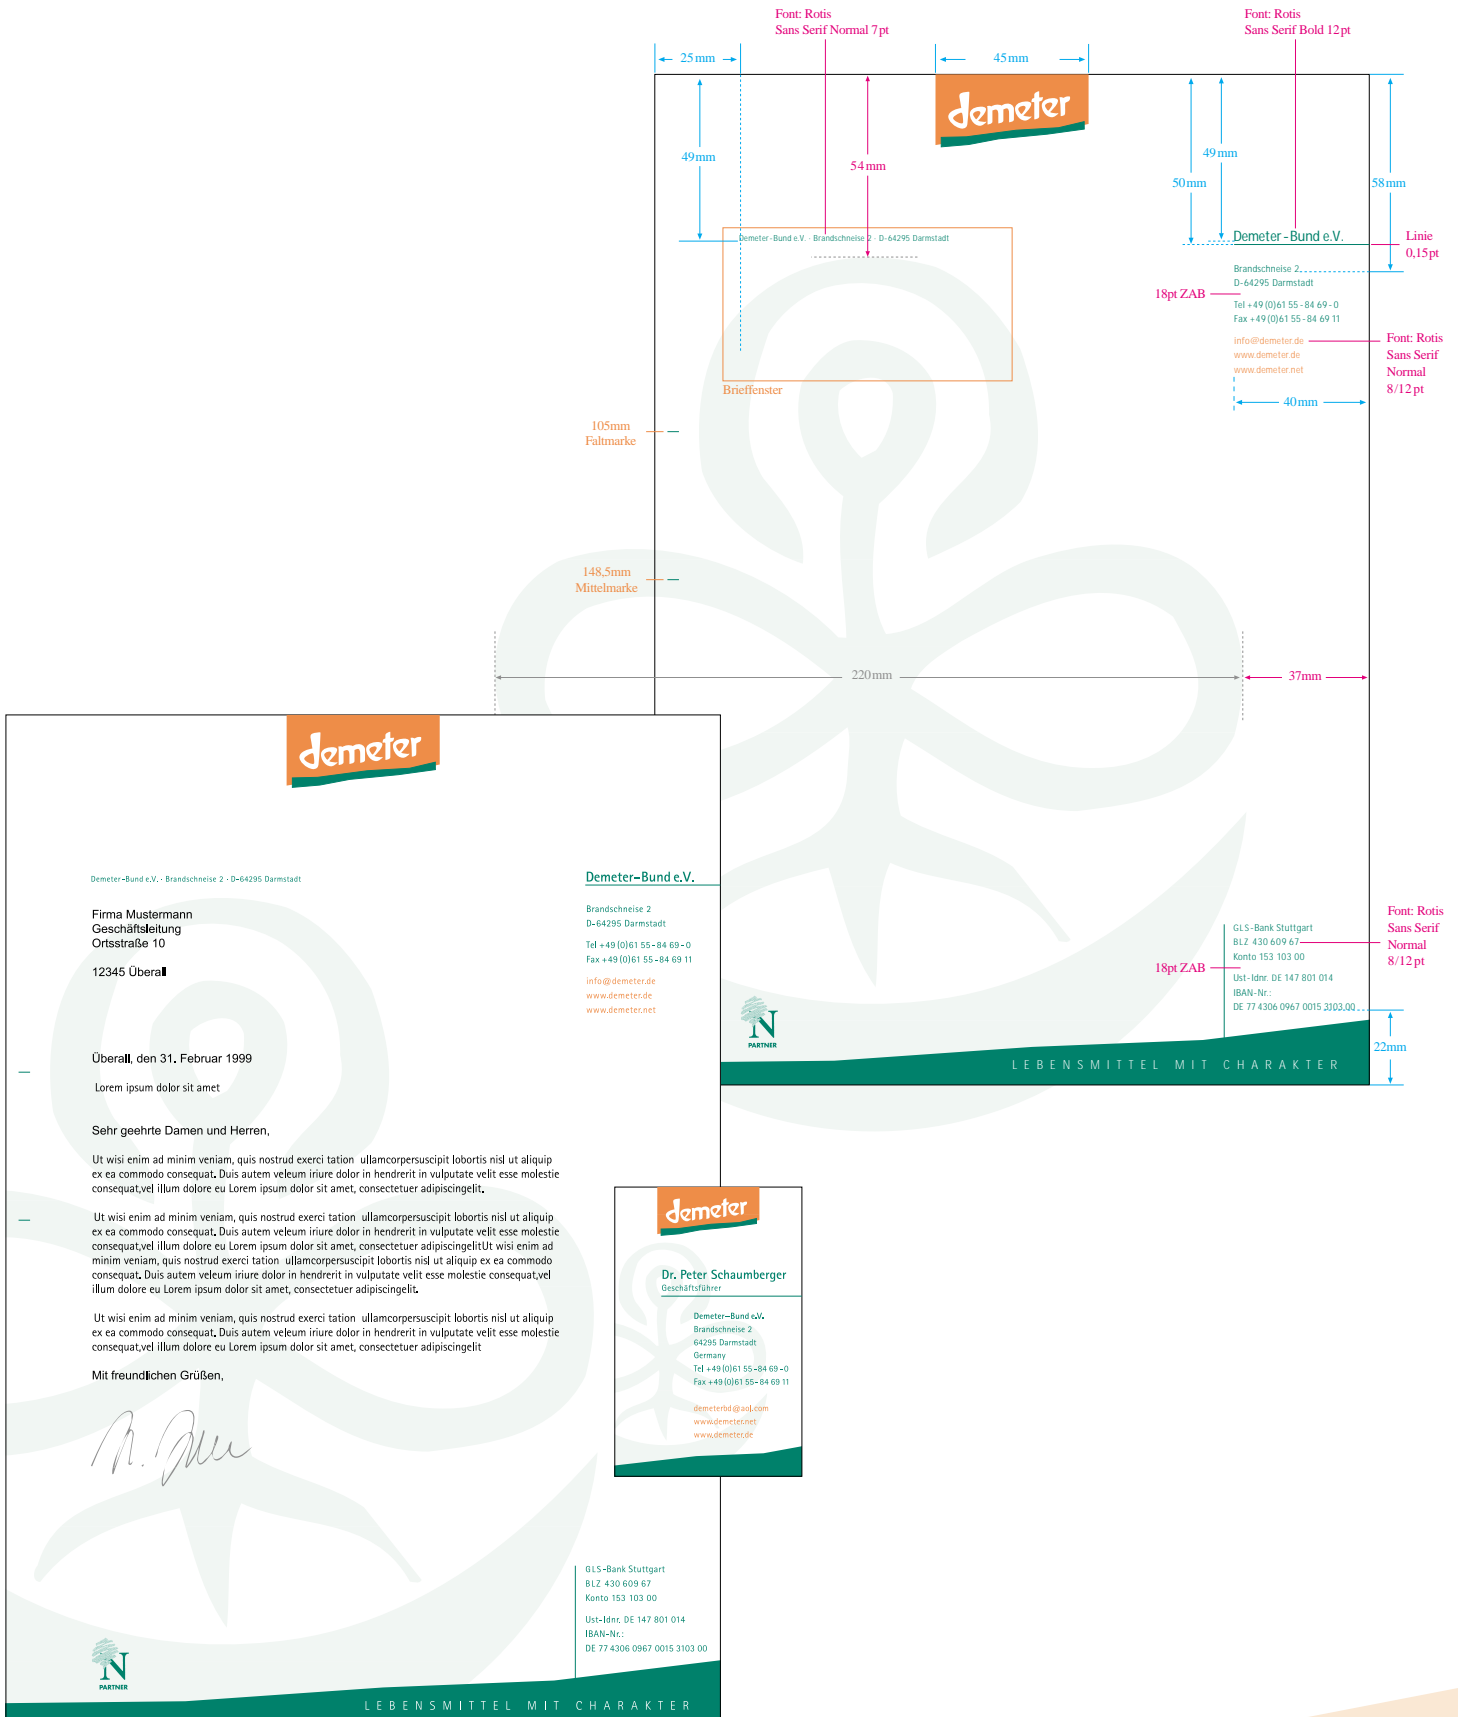 Font: Rotis
Sans Serif Normal 7pt
Font: Rotis
Sans Serif Bold 12pt
25mm
45mm
demeter
49mm
54mm
50mm
49mm
58mm
Demeter-Bund e.V. · Brandschneise 2 · D-64295 Darmstadt
Demeter-Bund e.V.
Linie
0,15pt
Brandschneise 2
D-64295 Darmstadt
18pt ZAB
Tel +49 (0)61 55 - 84 69 - 0
Fax +49 (0)61 55 - 84 69 11
info@demeter.de
www.demeter.de
www.demeter.net
Font: Rotis
Sans Serif
Normal
8/12 pt
Brieffenster
40mm
105mm
Faltmarke
148,5mm
Mittelmarke
220mm
37mm
GLS-Bank Stuttgart
BLZ 430 609 67
Konto 153 103 00
18pt ZAB
Ust-Idnr. DE 147 801 014
IBAN-Nr.:
DE 77 4306 0967 0015 3103 00
Font: Rotis
Sans Serif
Normal
8/12 pt
N
PARTNER
22mm
LEBENSMITTEL MIT CHARAKTER
demeter
Demeter-Bund e.V. · Brandschneise 2 · D-64295 Darmstadt
Demeter-Bund e.V.
Brandschneise 2
D-64295 Darmstadt
Tel +49 (0)61 55 - 84 69 - 0
Fax +49 (0)61 55 - 84 69 11
info@demeter.de
www.demeter.de
www.demeter.net
Firma Mustermann
Geschäftsleitung
Ortsstraße 10
12345 Überall
Überall, den 31. Februar 1999
Lorem ipsum dolor sit amet
Sehr geehrte Damen und Herren,
Ut wisi enim ad minim veniam, quis nostrud exerci tation ullamcorpersuscipit lobortis nisl ut aliquip
ex ea commodo consequat. Duis autem veleum iriure dolor in hendrerit in vulputate velit esse molestie
consequat,vel illum dolore eu Lorem ipsum dolor sit amet, consectetuer adipiscingelit.
Ut wisi enim ad minim veniam, quis nostrud exerci tation ullamcorpersuscipit lobortis nisl ut aliquip
ex ea commodo consequat. Duis autem veleum iriure dolor in hendrerit in vulputate velit esse molestie
consequat,vel illum dolore eu Lorem ipsum dolor sit amet, consectetuer adipiscingelitUt wisi enim ad
minim veniam, quis nostrud exerci tation ullamcorpersuscipit lobortis nisl ut aliquip ex ea commodo
consequat. Duis autem veleum iriure dolor in hendrerit in vulputate velit esse molestie consequat,vel
illum dolore eu Lorem ipsum dolor sit amet, consectetuer adipiscingelit.
Ut wisi enim ad minim veniam, quis nostrud exerci tation ullamcorpersuscipit lobortis nisl ut aliquip
ex ea commodo consequat. Duis autem veleum iriure dolor in hendrerit in vulputate velit esse molestie
consequat,vel illum dolore eu Lorem ipsum dolor sit amet, consectetuer adipiscingelit
Mit freundlichen Grüßen,
GLS-Bank Stuttgart
BLZ 430 609 67
Konto 153 103 00
Ust-Idnr. DE 147 801 014
IBAN-Nr.:
DE 77 4306 0967 0015 3103 00
N
PARTNER
LEBENSMITTEL MIT CHARAKTER
demeter
Dr. Peter Schaumberger
Geschäftsführer
Demeter-Bund e.V.
Brandschneise 2
64295 Darmstadt
Germany
Tel +49 (0)61 55 - 84 69 - 0
Fax +49 (0)61 55 - 84 69 11
demeterbd@aol.com
www.demeter.net
www.demeter.de